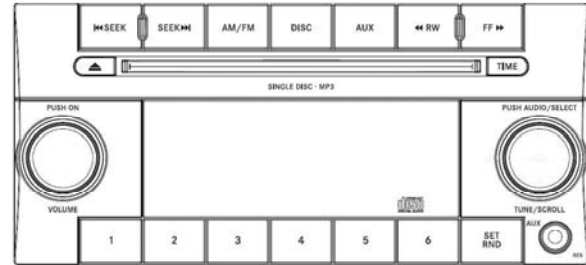 ⏮SEEK
SEEK⏭
AM/FM
DISC
AUX
◀◀ RW
FF ▶▶
TIME
SINGLE DISC · MP3
PUSH ON
VOLUME
PUSH AUDIO/SELECT
TUNE/SCROLL
disc
1
2
3
4
5
6
SET
RND
AUX